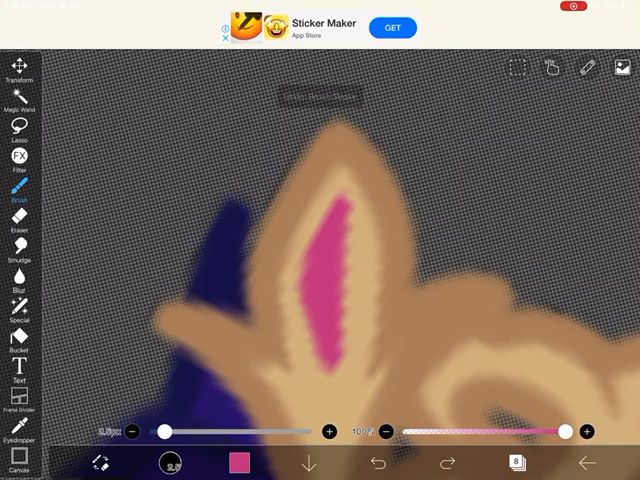 Sticker Maker
App Store
GET
Transform
Magic Wand
Lasso
FX
Filter
Brush
Eraser
Smudge
Blur
Special
Bucket
T
Text
Frame Divider
Eyedropper
Canvas
100%
8